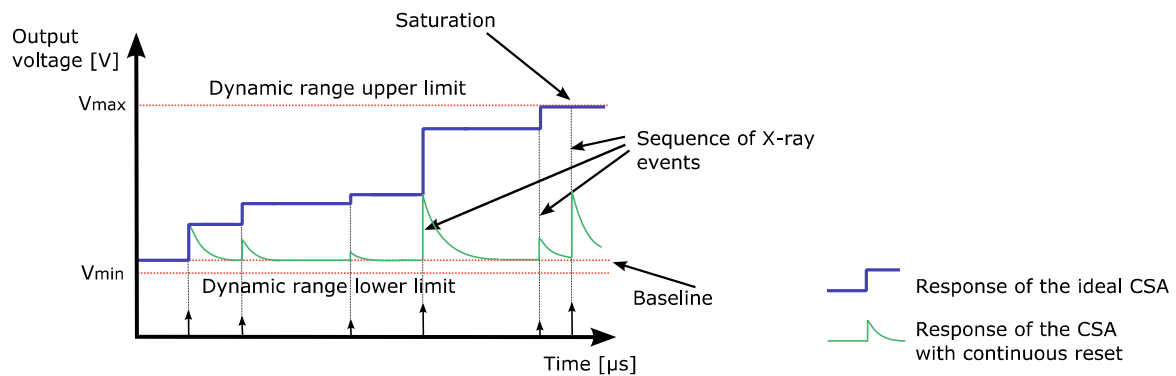 Saturation
Output
voltage [V]
Dynamic range upper limit
Vmax
Sequence of X-ray
events
Vmin
Dynamic range lower limit
Baseline
Time [µs]
Response of the ideal CSA
Response of the CSA
with continuous reset